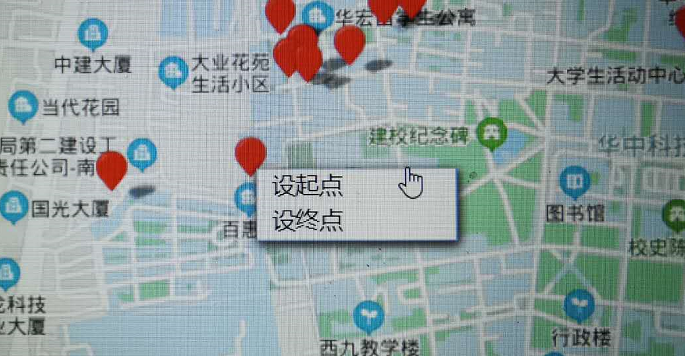 华宏
学生公寓
中建大厦
大业花苑
生活小区
大学生活动中心
当代花园
建校纪念碑
华中科技
局第二建设工
责任公司-南
设起点
设终点
国光大厦
百惠
图书馆
校史陈
龙科技
业大厦
西九教学楼
行政楼